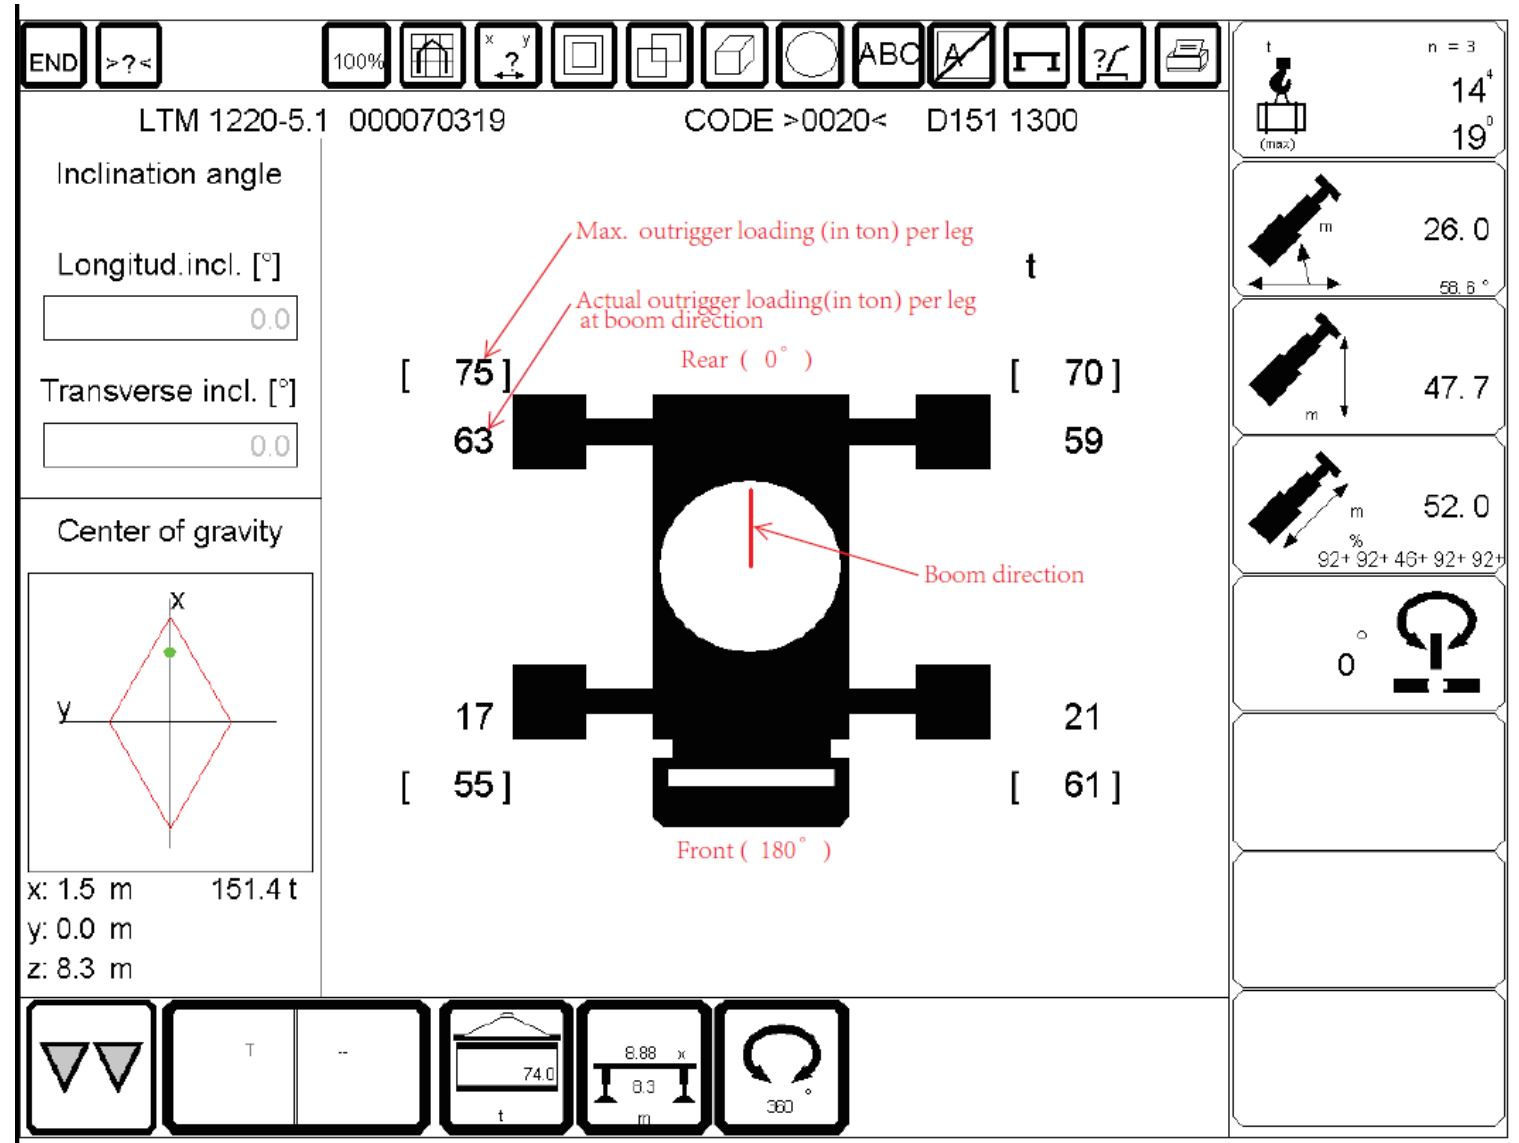 END >?< 100% x ? y ABC A ?
LTM 1220-5.1 000070319 CODE >0020< D151 1300
Inclination angle
Longitud.incl. [°]
0.0
Transverse incl. [°]
0.0
Center of gravity
x
y
x: 1.5 m 151.4 t
y: 0.0 m
z: 8.3 m
Max. outrigger loading (in ton) per leg
t
Actual outrigger loading(in ton) per leg
at boom direction
Rear ( 0° )
[ 75 ] [ 70 ]
63 59
Boom direction
17 21
[ 55 ] [ 61 ]
Front ( 180° )
t n = 3
14⁴
19⁰
(max)
m 26. 0
58. 6 °
47. 7
m
52. 0
m
%
92+ 92+ 46+ 92+ 92+
°
0
T --
74.0
t
8.88 x
8.3
m
360 °